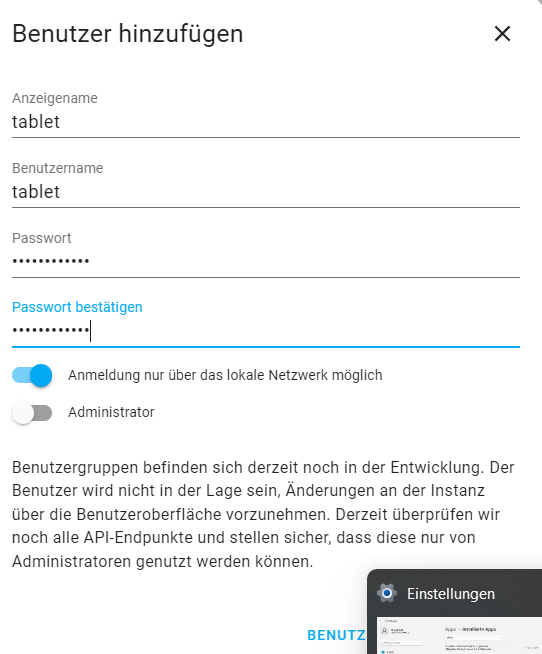 Benutzer hinzufügen
Anzeigename
tablet
Benutzername
tablet
Passwort
••••••••••••
Passwort bestätigen
••••••••••••
Anmeldung nur über das lokale Netzwerk möglich
Administrator
Benutzergruppen befinden sich derzeit noch in der Entwicklung. Der
Benutzer wird nicht in der Lage sein, Änderungen an der Instanz
über die Benutzeroberfläche vorzunehmen. Derzeit überprüfen wir
noch alle API-Endpunkte und stellen sicher, dass diese nur von
Administratoren genutzt werden können.
BENUTZ
Einstellungen
Apps › Installierte Apps